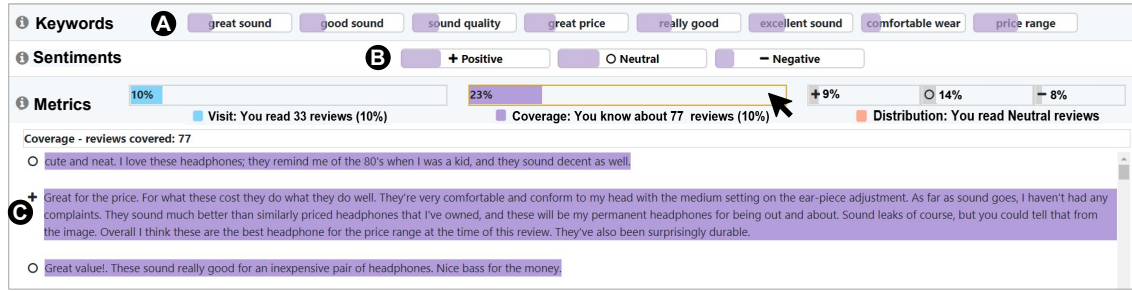 Keywords A great sound good sound sound quality great price really good excellent sound comfortable wear price range
Sentiments B + Positive O Neutral − Negative
Metrics 10% 23% + 9% O 14% − 8%
Visit: You read 33 reviews (10%) Coverage: You know about 77 reviews (10%) Distribution: You read Neutral reviews
Coverage - reviews covered: 77
O cute and neat. I love these headphones; they remind me of the 80's when I was a kid, and they sound decent as well.
+ Great for the price. For what these cost they do what they do well. They're very comfortable and conform to my head with the medium setting on the ear-piece adjustment. As far as sound goes, I haven't had any
C complaints. They sound much better than similarly priced headphones that I've owned, and these will be my permanent headphones for being out and about. Sound leaks of course, but you could tell that from
the image. Overall I think these are the best headphone for the price range at the time of this review. They've also been surprisingly durable.
O Great value!. These sound really good for an inexpensive pair of headphones. Nice bass for the money.